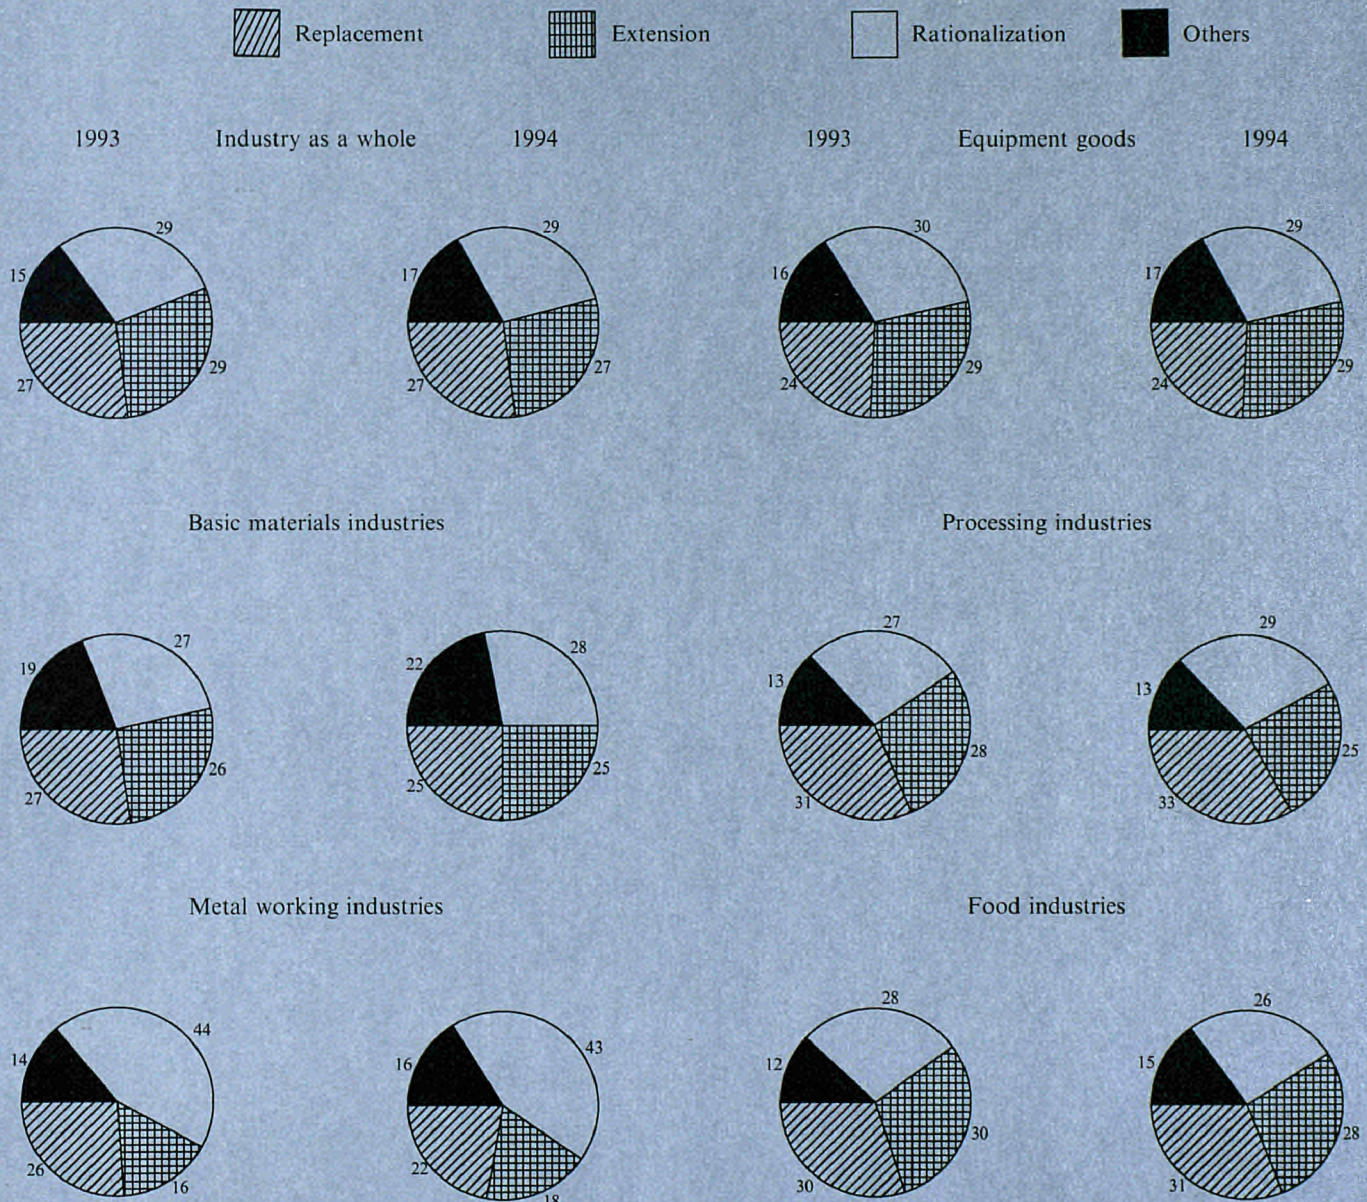 Replacement Extension Rationalization Others
1993 Industry as a whole 1994 1993 Equipment goods 1994
29 29 30 29
15 17 16 17
27 29 27 27 24 29 24 29
Basic materials industries Processing industries
27 28 27 29
19 22 13 13
26 25 28 25
27 25 31 33
Metal working industries Food industries
44 43 28 26
14 16 12 15
26 16 22 18 30 30 31 28